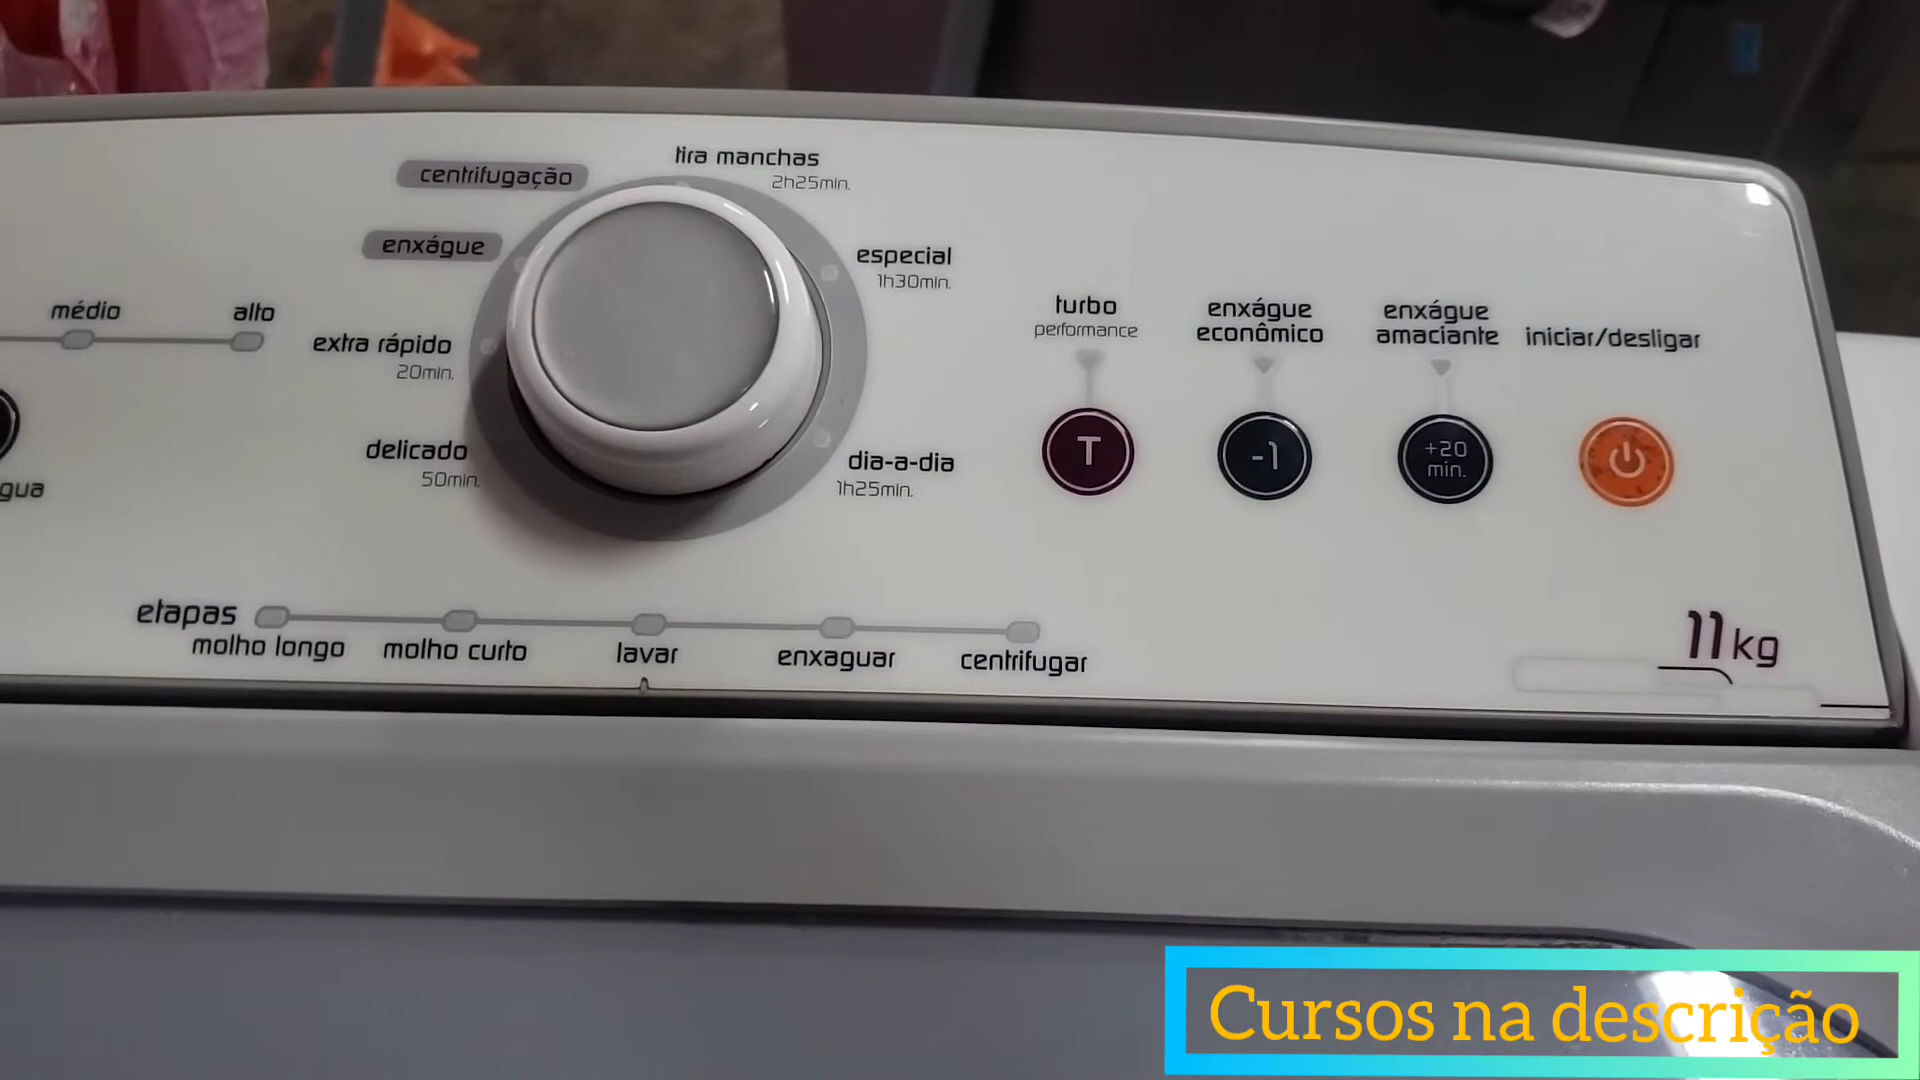 centrifugação
tira manchas
2h25min.
enxágue
especial
1h30min.
médio
alto
extra rápido
20min.
turbo
performance
enxágue
econômico
enxágue
amaciante
iniciar/desligar
delicado
50min.
dia-a-dia
1h25min.
T
-1
+20
min.
etapas
molho longo
molho curto
lavar
enxaguar
centrifugar
11kg
Cursos na descrição